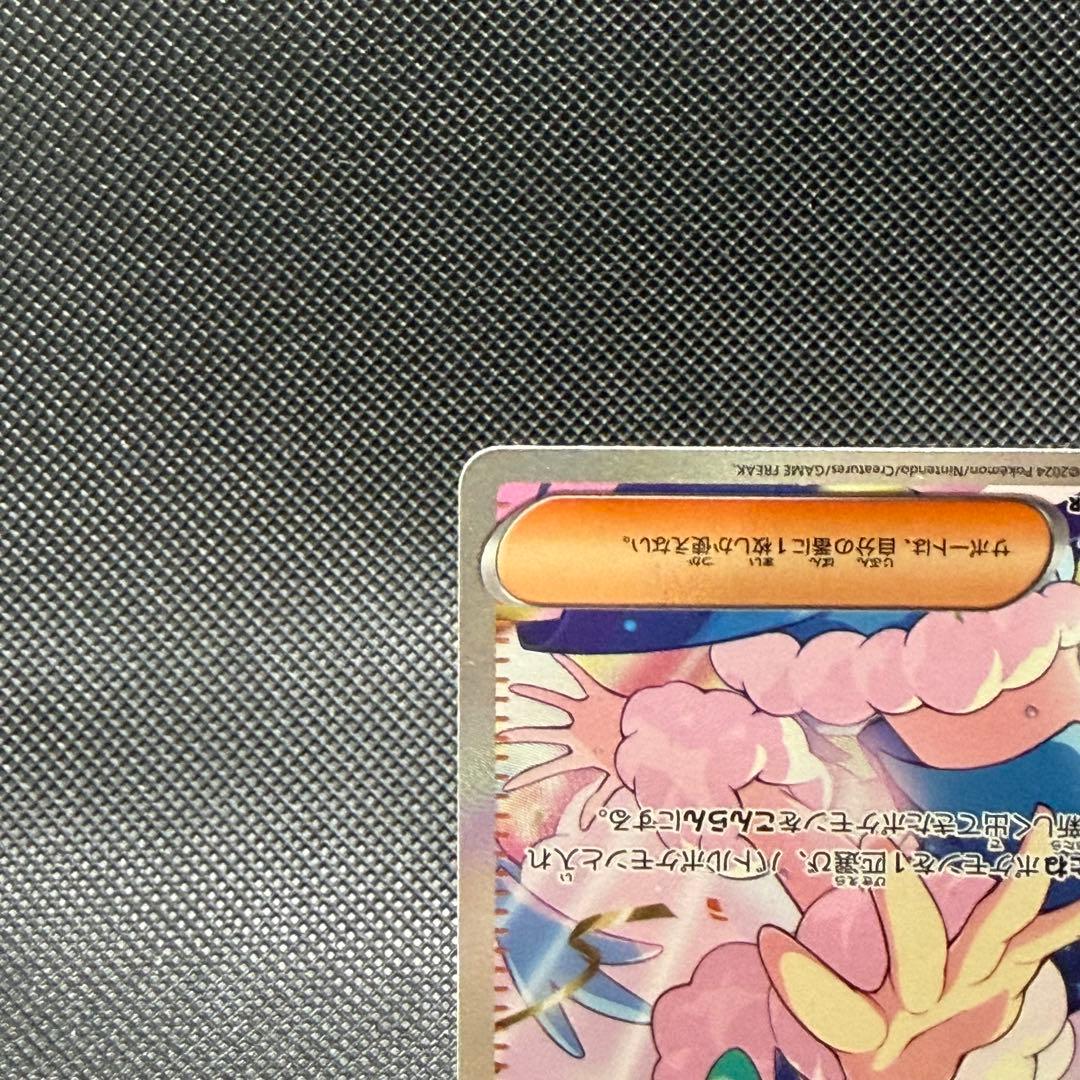 たねポケモンを1匹選び、バトルポケモンと入れ
新しく出てきたポケモンをこんらんにする。
サポートは、自分の番に1枚しか使えない。
©2024 Pokémon/Nintendo/Creatures/GAME FREAK.